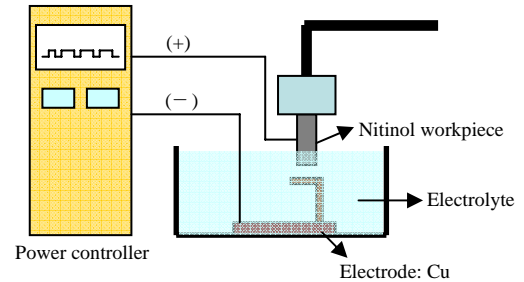 (+)
(－)
Nitinol workpiece
Electrolyte
Power controller
Electrode: Cu